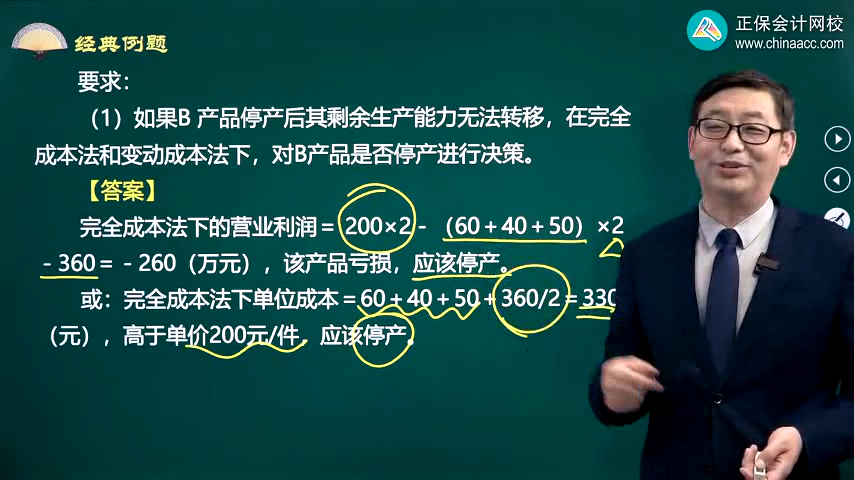 经典例题
正保会计网校
www.chinaacc.com
要求：
（1）如果B 产品停产后其剩余生产能力无法转移，在完全
成本法和变动成本法下，对B产品是否停产进行决策。
【答案】
完全成本法下的营业利润＝200×2－（60＋40＋50）×2
－360＝－260（万元），该产品亏损，应该停产。
或：完全成本法下单位成本＝60＋40＋50＋360/2＝330
（元），高于单价200元/件，应该停产。